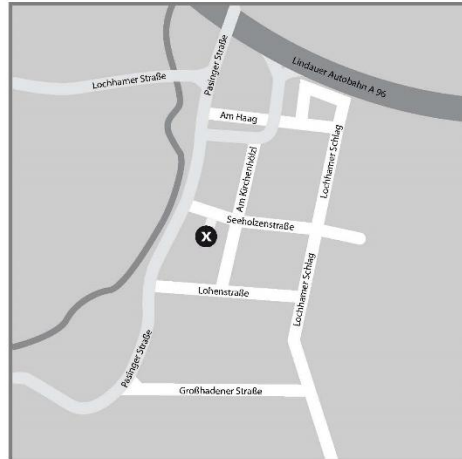 Pasinger Straße
Lindauer Autobahn A 96
Lochhamer Straße
Am Haag
Lochhamer Schlag
Am Kirchenhölzl
Seeholzenstraße
X
Lohenstraße
Lochhamer Schlag
Pasinger Straße
Großhadener Straße